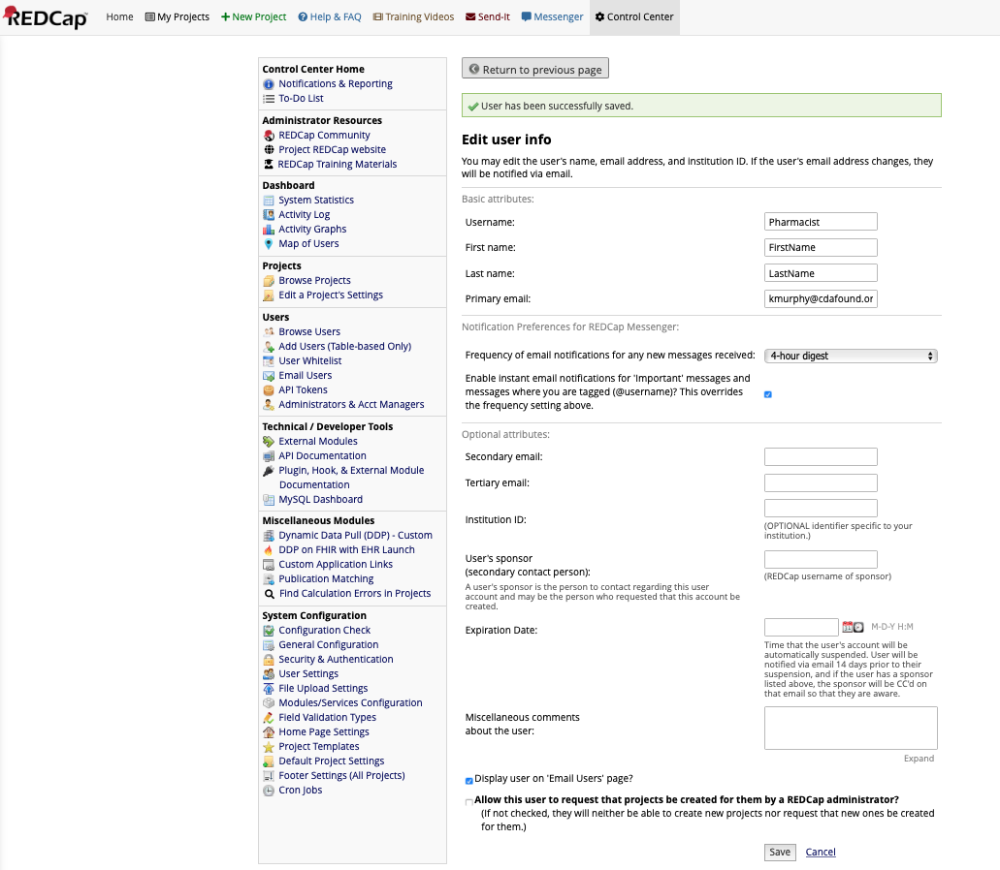 REDCap
Home My Projects New Project Help & FAQ Training Videos Send-It Messenger Control Center
Control Center Home
Notifications & Reporting
To-Do List
Administrator Resources
REDCap Community
Project REDCap website
REDCap Training Materials
Dashboard
System Statistics
Activity Log
Activity Graphs
Map of Users
Projects
Browse Projects
Edit a Project's Settings
Users
Browse Users
Add Users (Table-based Only)
User Whitelist
Email Users
API Tokens
Administrators & Acct Managers
Technical / Developer Tools
External Modules
API Documentation
Plugin, Hook, & External Module
Documentation
MySQL Dashboard
Miscellaneous Modules
Dynamic Data Pull (DDP) - Custom
DDP on FHIR with EHR Launch
Custom Application Links
Publication Matching
Find Calculation Errors in Projects
System Configuration
Configuration Check
General Configuration
Security & Authentication
User Settings
File Upload Settings
Modules/Services Configuration
Field Validation Types
Home Page Settings
Project Templates
Default Project Settings
Footer Settings (All Projects)
Cron Jobs
Return to previous page
User has been successfully saved.
Edit user info
You may edit the user's name, email address, and institution ID. If the user's email address changes, they
will be notified via email.
Basic attributes:
Username: Pharmacist
First name: FirstName
Last name: LastName
Primary email: kmurphy@cdafound.or
Notification Preferences for REDCap Messenger:
Frequency of email notifications for any new messages received: 4-hour digest
Enable instant email notifications for 'Important' messages and
messages where you are tagged (@username)? This overrides
the frequency setting above.
Optional attributes:
Secondary email:
Tertiary email:
Institution ID:
(OPTIONAL identifier specific to your
institution.)
User's sponsor
(secondary contact person):
(REDCap username of sponsor)
A user's sponsor is the person to contact regarding this user
account and may be the person who requested that this account be
created.
Expiration Date: M-D-Y H:M
Time that the user's account will be
automatically suspended. User will be
notified via email 14 days prior to their
suspension, and if the user has a sponsor
listed above, the sponsor will be CC'd on
that email so that they are aware.
Miscellaneous comments
about the user:
Expand
Display user on 'Email Users' page?
Allow this user to request that projects be created for them by a REDCap administrator?
(If not checked, they will neither be able to create new projects nor request that new ones be created
for them.)
Save Cancel